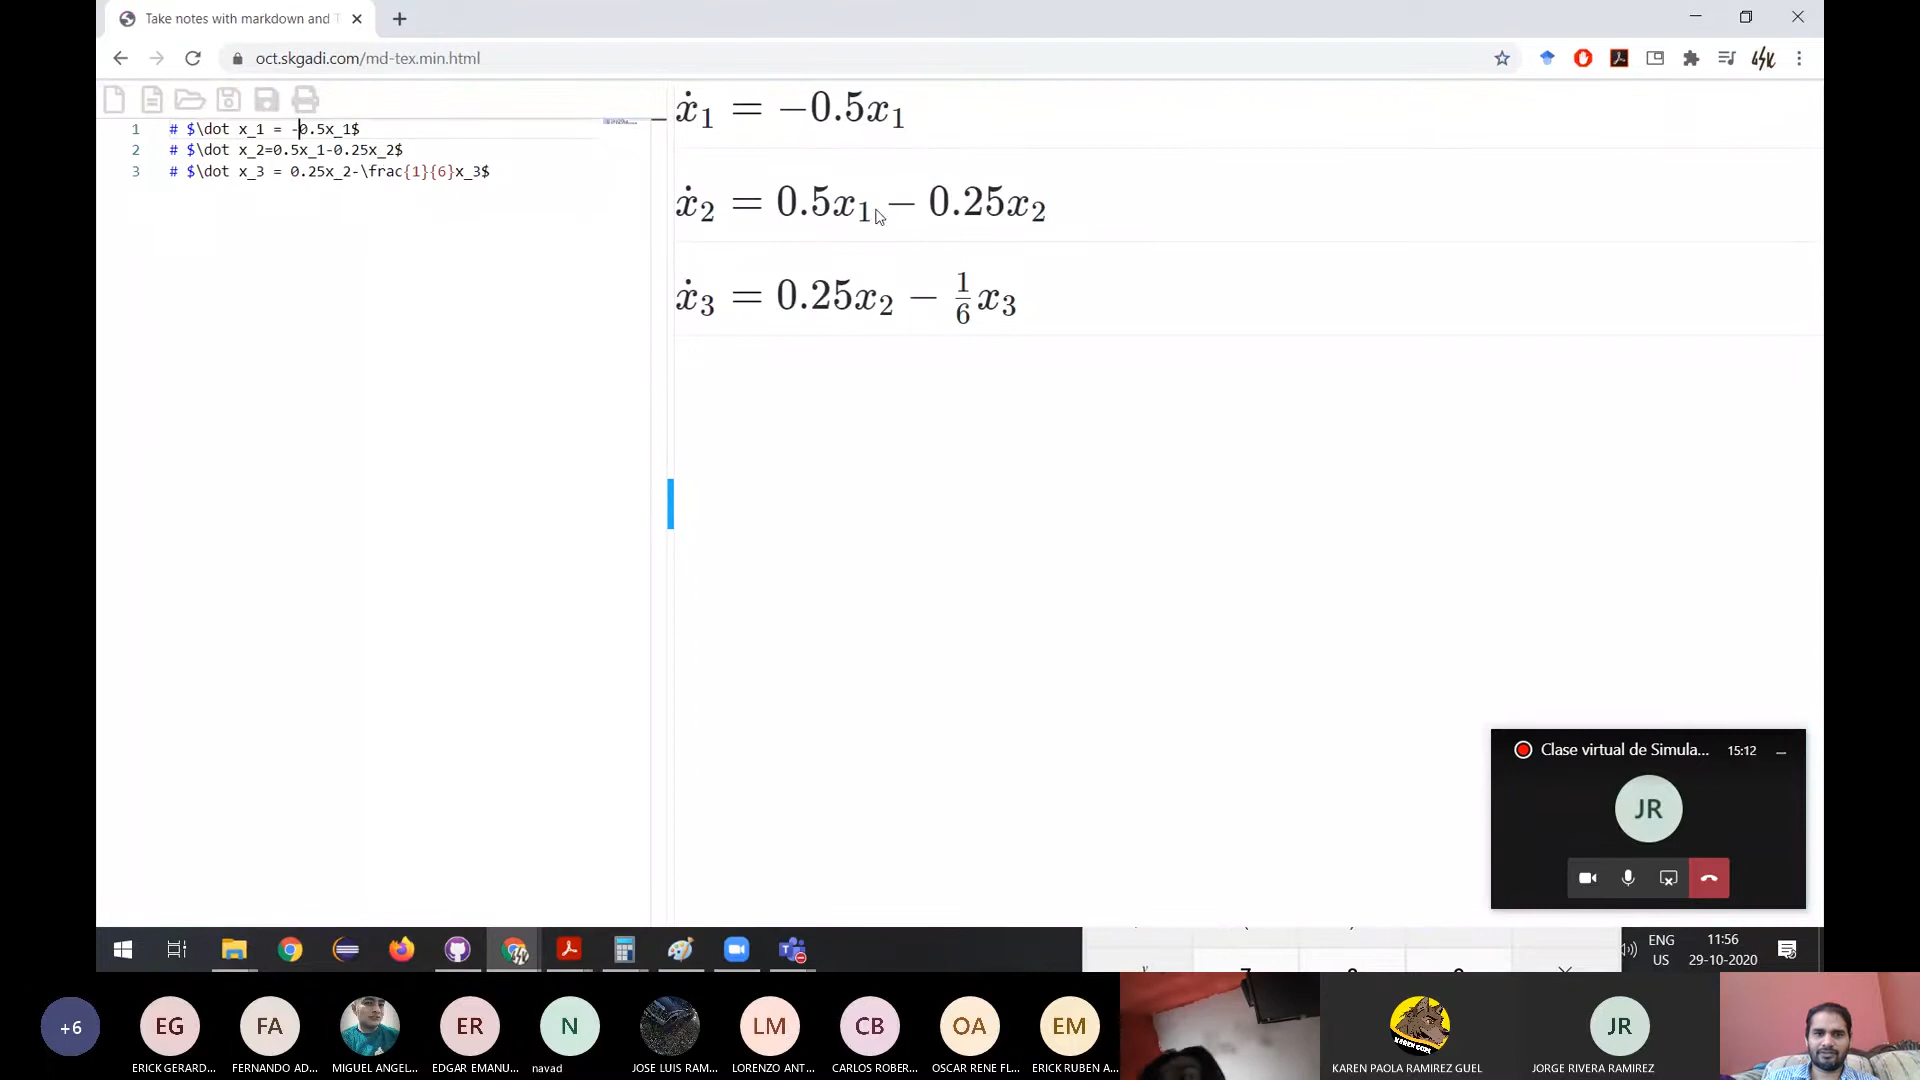 Take notes with markdown and T
oct.skgadi.com/md-tex.min.html
1 # $\dot x_1 = -0.5x_1$
2 # $\dot x_2=0.5x_1-0.25x_2$
3 # $\dot x_3 = 0.25x_2-\frac{1}{6}x_3$
ẋ₁ = −0.5x₁
ẋ₂ = 0.5x₁ − 0.25x₂
ẋ₃ = 0.25x₂ − 1/6 x₃
Clase virtual de Simula... 15:12
JR
ENG 11:56
US 29-10-2020
+6 EG FA ER N LM CB OA EM KAREN GUEL JR
ERICK GERARD... FERNANDO AD... MIGUEL ANGEL... EDGAR EMANU... navad JOSE LUIS RAM... LORENZO ANT... CARLOS ROBER... OSCAR RENE FL... ERICK RUBEN A... KAREN PAOLA RAMIREZ GUEL JORGE RIVERA RAMIREZ